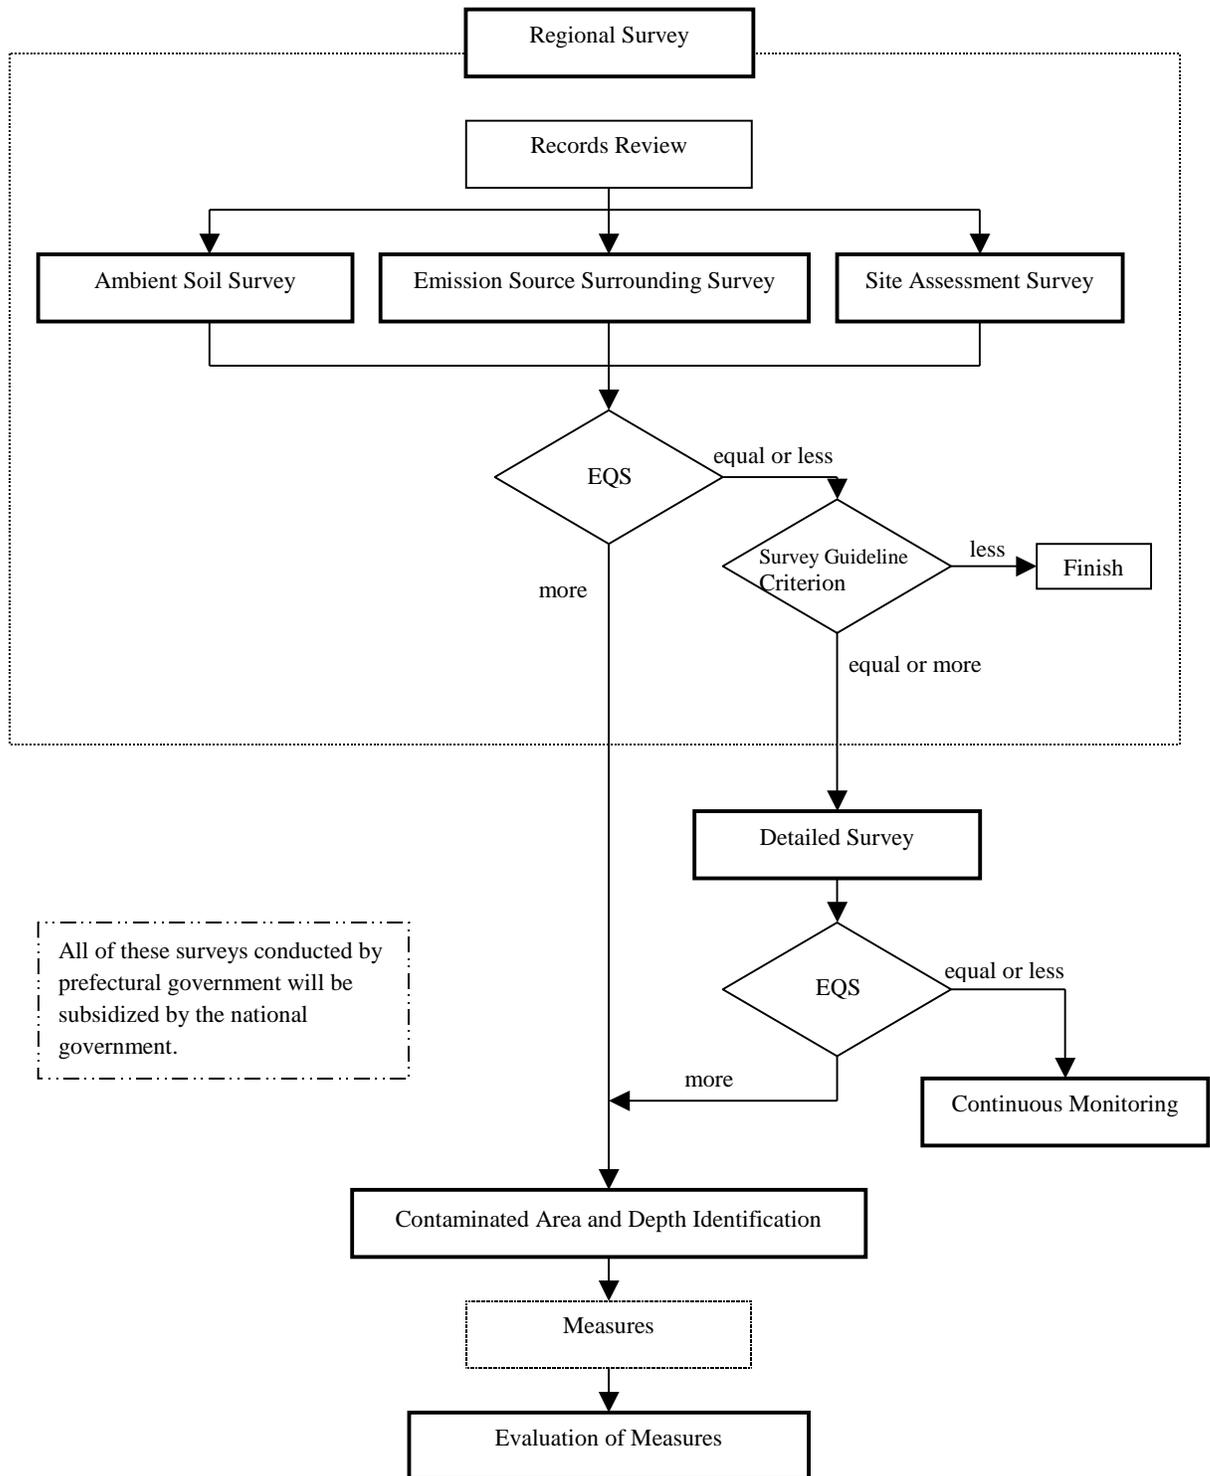 Regional Survey
Records Review
Ambient Soil Survey
Emission Source Surrounding Survey
Site Assessment Survey
EQS
equal or less
Survey Guideline
Criterion
less
Finish
more
equal or more
Detailed Survey
All of these surveys conducted by
prefectural government will be
subsidized by the national
government.
EQS
equal or less
more
Continuous Monitoring
Contaminated Area and Depth Identification
Measures
Evaluation of Measures